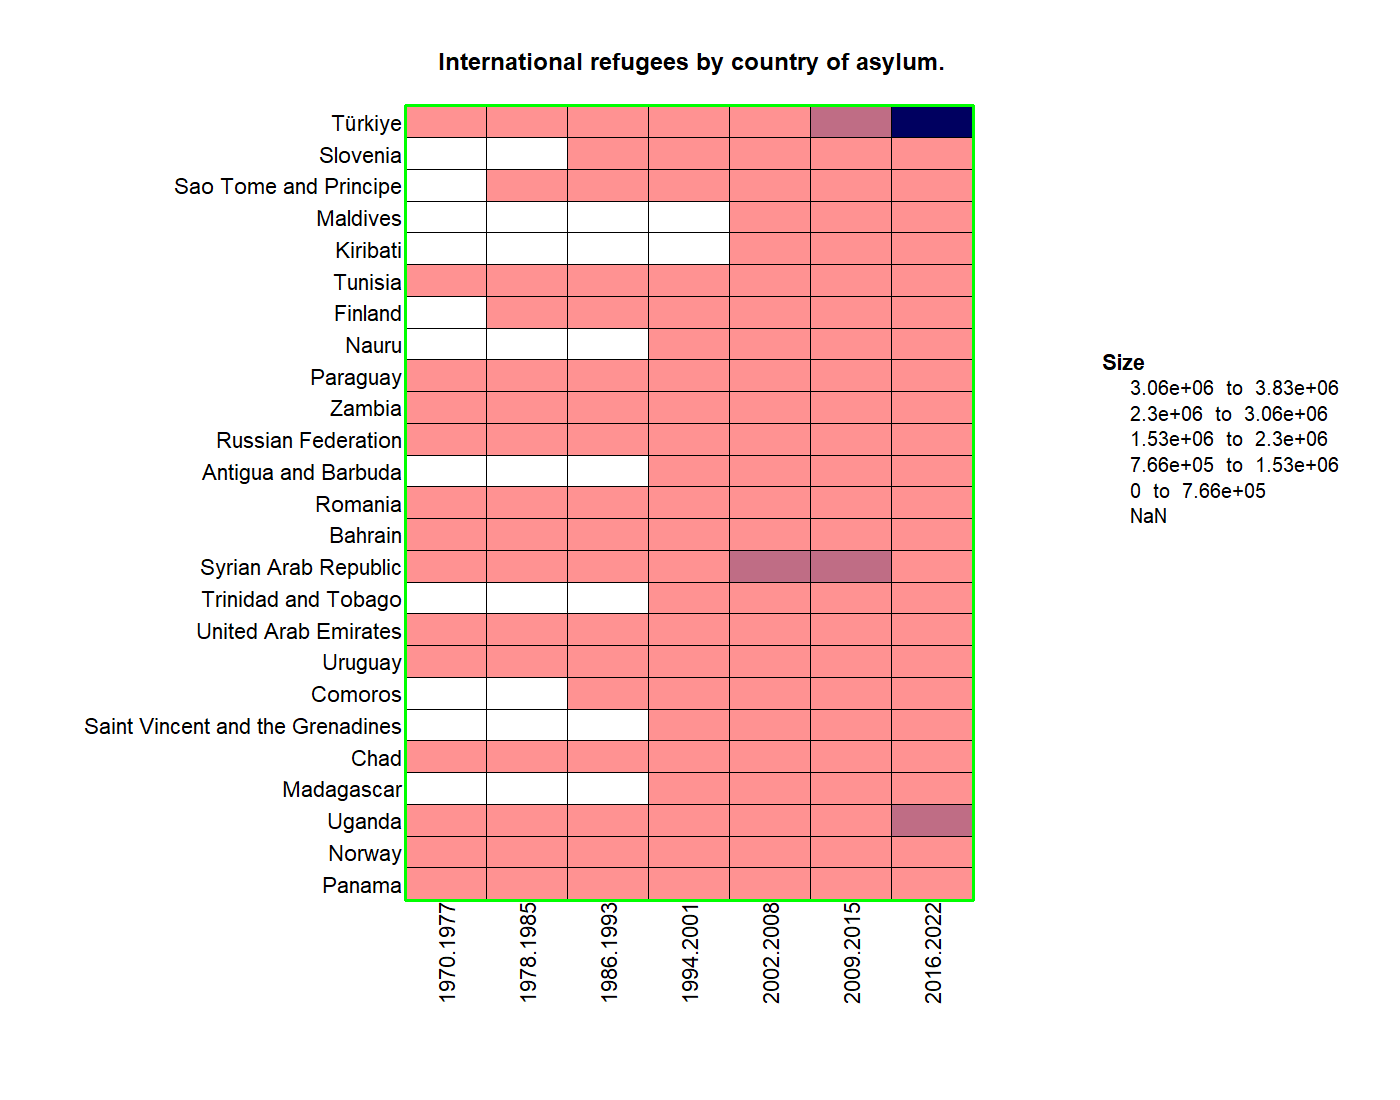 International refugees by country of asylum.
Türkiye
Slovenia
Sao Tome and Principe
Maldives
Kiribati
Tunisia
Finland
Nauru
Paraguay
Zambia
Russian Federation
Antigua and Barbuda
Romania
Bahrain
Syrian Arab Republic
Trinidad and Tobago
United Arab Emirates
Uruguay
Comoros
Saint Vincent and the Grenadines
Chad
Madagascar
Uganda
Norway
Panama
1970.1977
1978.1985
1986.1993
1994.2001
2002.2008
2009.2015
2016.2022
Size
3.06e+06 to 3.83e+06
2.3e+06 to 3.06e+06
1.53e+06 to 2.3e+06
7.66e+05 to 1.53e+06
0 to 7.66e+05
NaN